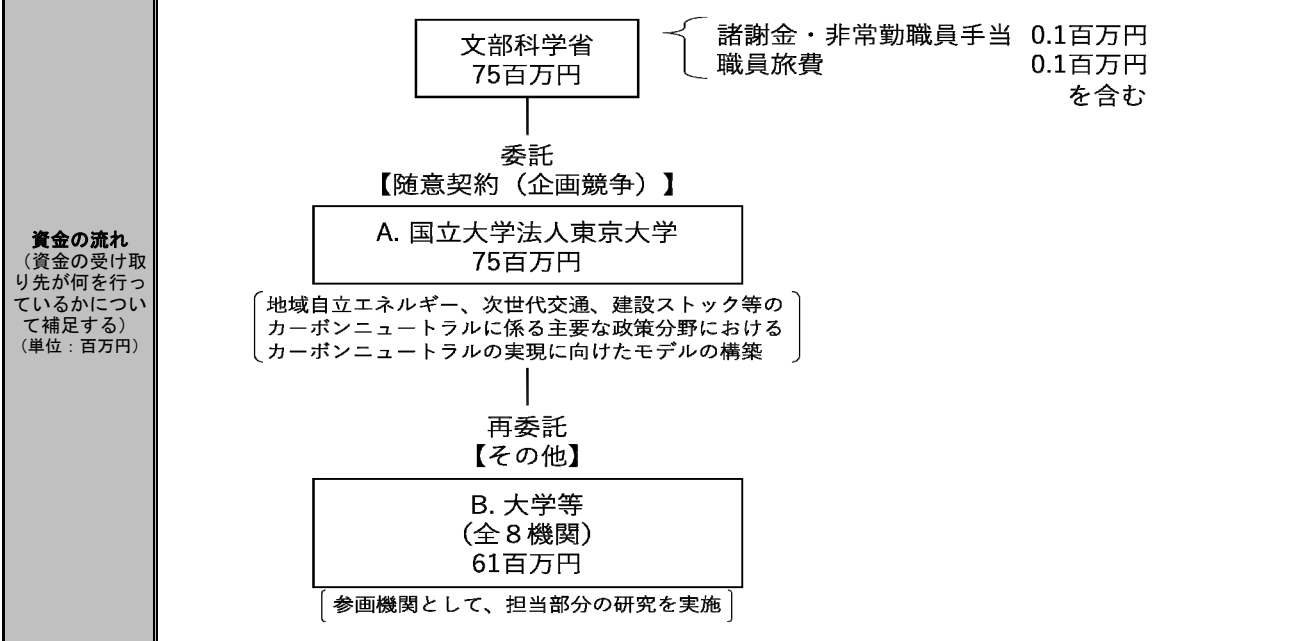 資金の流れ
（資金の受け取
り先が何を行っ
ているかについ
て補足する）
（単位：百万円）
文部科学省
75百万円
諸謝金・非常勤職員手当 0.1百万円
職員旅費 0.1百万円
を含む
委託
【随意契約（企画競争）】
A. 国立大学法人東京大学
75百万円
地域自立エネルギー、次世代交通、建設ストック等の
カーボンニュートラルに係る主要な政策分野における
カーボンニュートラルの実現に向けたモデルの構築
再委託
【その他】
B. 大学等
（全８機関）
61百万円
参画機関として、担当部分の研究を実施